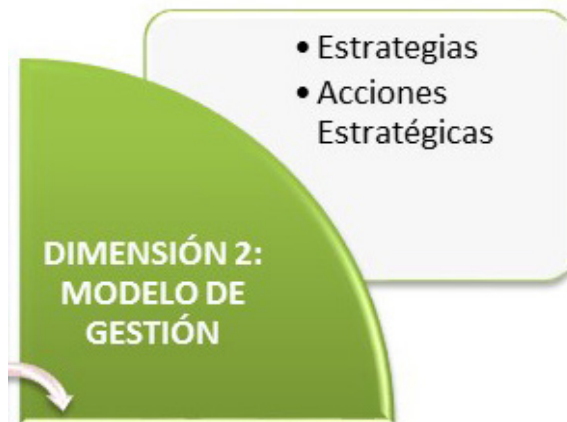 • Estrategias
• Acciones
Estratégicas
DIMENSIÓN 2:
MODELO DE
GESTIÓN